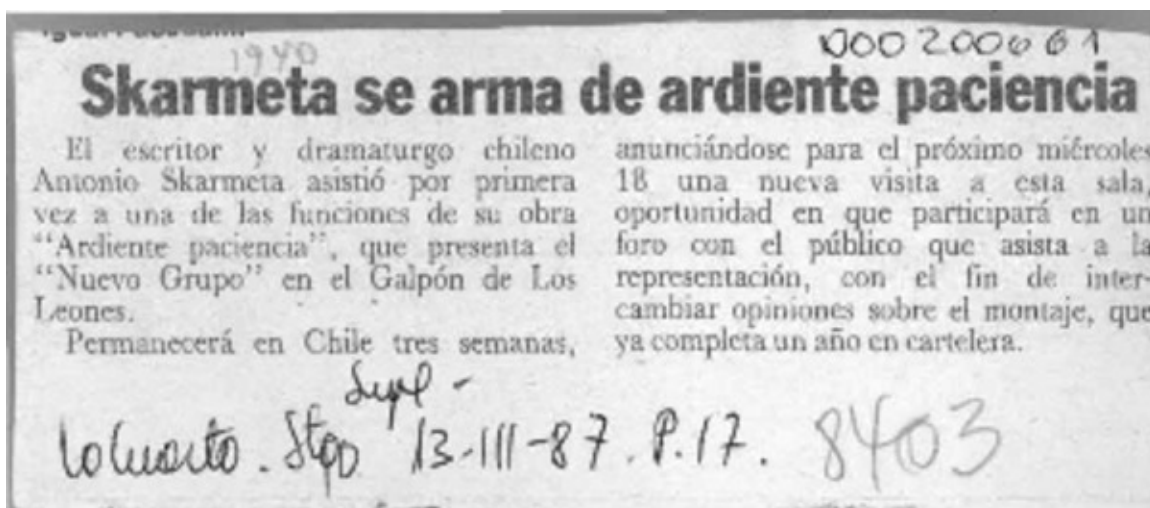 1940
000200661
Skarmeta se arma de ardiente paciencia
El escritor y dramaturgo chileno
Antonio Skarmeta asistió por primera
vez a una de las funciones de su obra
“Ardiente paciencia”, que presenta el
“Nuevo Grupo” en el Galpón de Los
Leones.
Permanecerá en Chile tres semanas,
anunciándose para el próximo miércoles
18 una nueva visita a esta sala,
oportunidad en que participará en un
foro con el público que asista a la
representación, con el fin de inter-
cambiar opiniones sobre el montaje, que
ya completa un año en cartelera.
Supl -
La Cuarta. Stgo 13-III-87. P.17.
8403